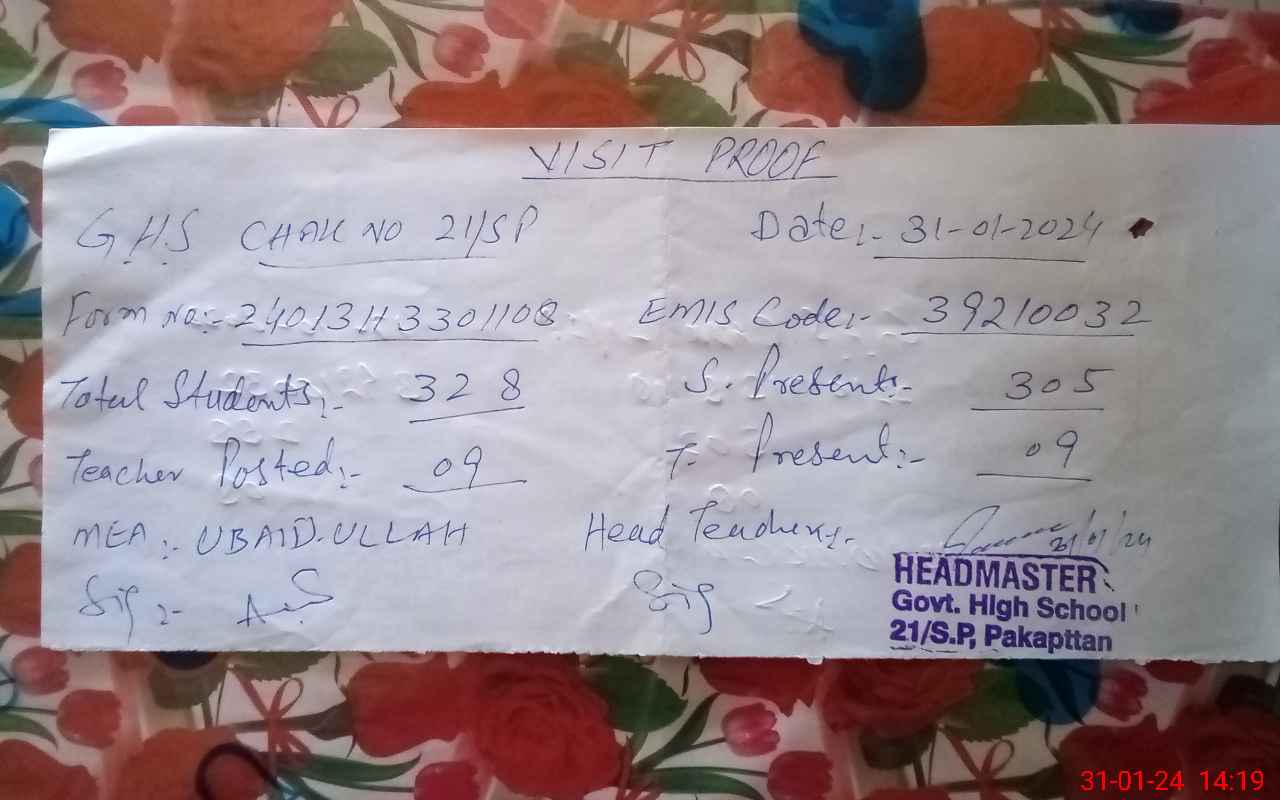 VISIT PROOF
G.H.S CHAK NO 21/SP Date:- 31-01-2024
Form No:- 24013H3301108 EMIS Code:- 39210032
Total Students:- 328 S. Present:- 305
Teacher Posted:- 09 T- Present:- 09
MEA:- UBAID-ULLAH Head Teacher:-
31/01/24
Sig:- Sig
HEADMASTER
Govt. High School
21/S.P, Pakapttan
31-01-24 14:19